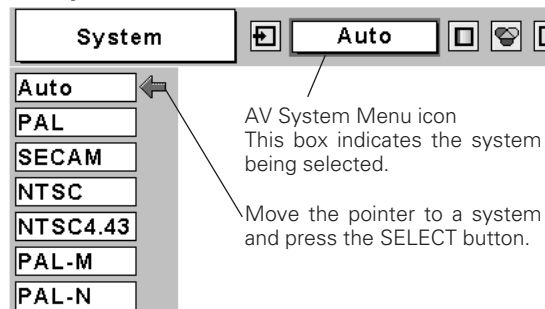 System
Auto
Auto
PAL
SECAM
NTSC
NTSC4.43
PAL-M
PAL-N
AV System Menu icon
This box indicates the system
being selected.
Move the pointer to a system
and press the SELECT button.